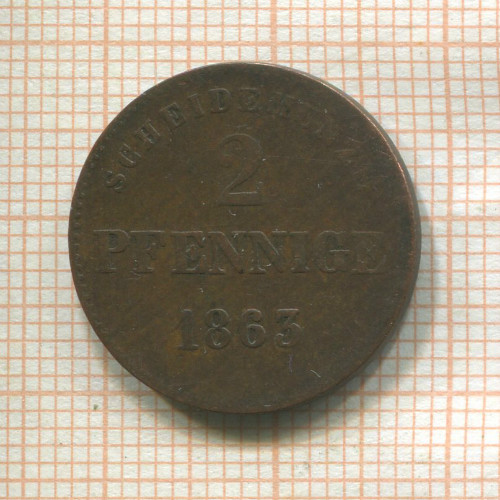 SCHEIDEMÜNZE
2
PFENNIGE
1863